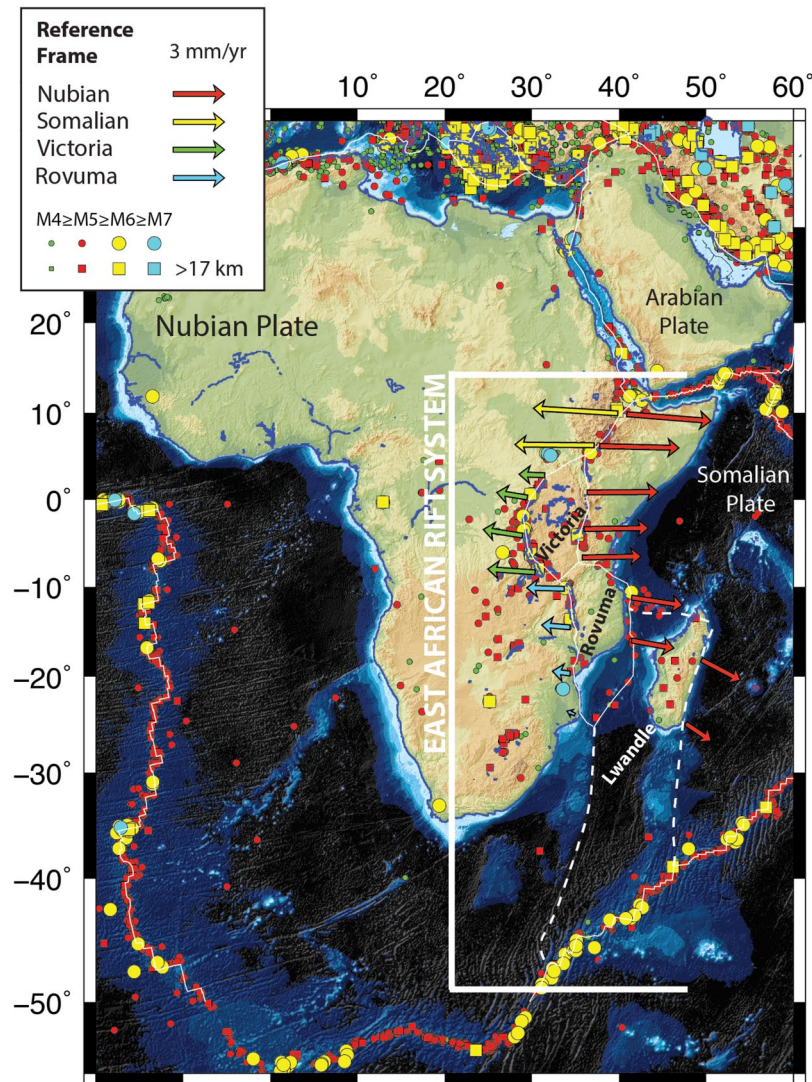 Reference
Frame 3 mm/yr
Nubian
Somalian
Victoria
Rovuma
M4≥M5≥M6≥M7
>17 km
10° 20° 30° 40° 50° 60°
20°
10°
0°
−10°
−20°
−30°
−40°
−50°
Nubian Plate
Arabian
Plate
EAST AFRICAN RIFT SYSTEM
Somalian
Plate
Victoria
Rovuma
Lwandle